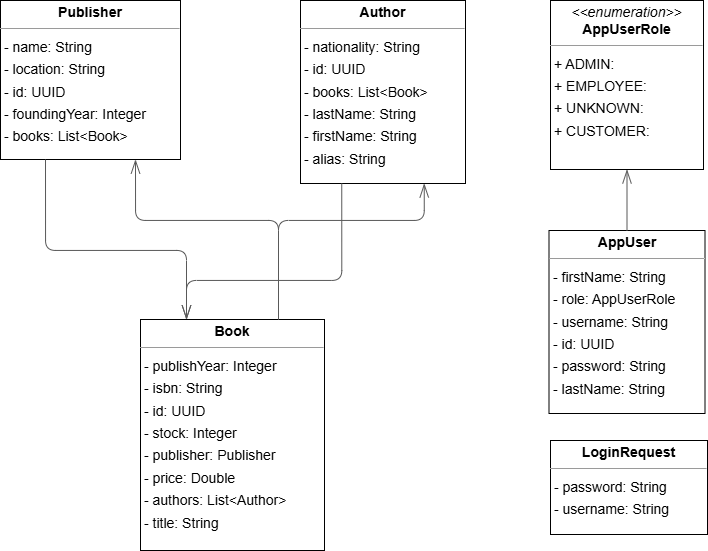 Publisher
- name: String
- location: String
- id: UUID
- foundingYear: Integer
- books: List<Book>
Author
- nationality: String
- id: UUID
- books: List<Book>
- lastName: String
- firstName: String
- alias: String
<<enumeration>>
AppUserRole
+ ADMIN:
+ EMPLOYEE:
+ UNKNOWN:
+ CUSTOMER:
AppUser
- firstName: String
- role: AppUserRole
- username: String
- id: UUID
- password: String
- lastName: String
Book
- publishYear: Integer
- isbn: String
- id: UUID
- stock: Integer
- publisher: Publisher
- price: Double
- authors: List<Author>
- title: String
LoginRequest
- password: String
- username: String